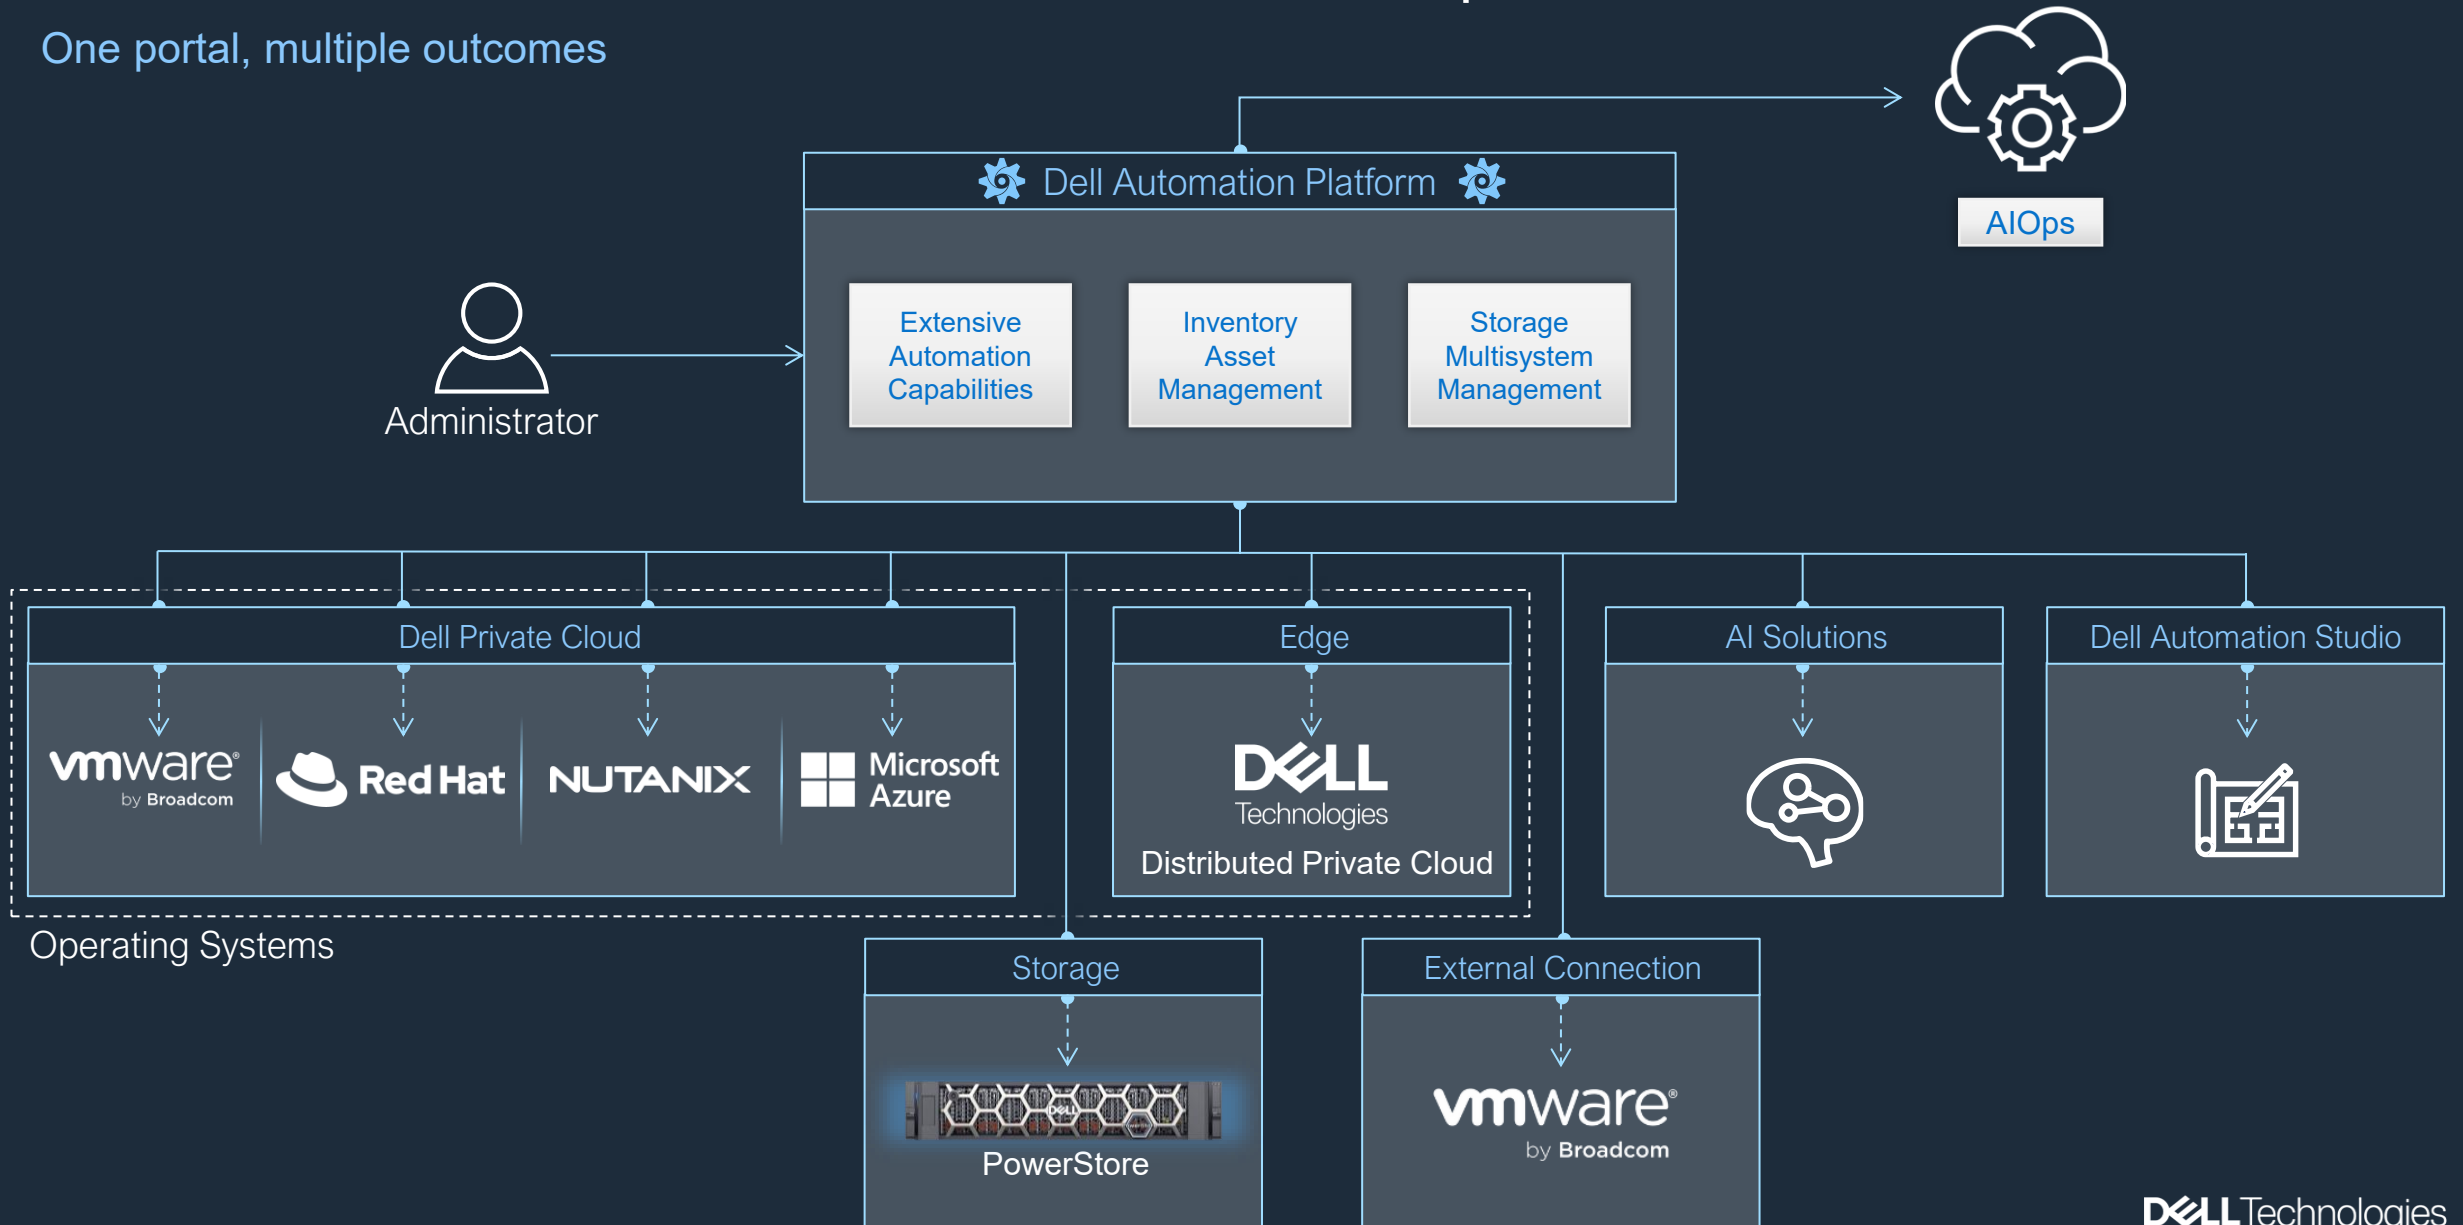 One portal, multiple outcomes
Dell Automation Platform
AIOps
Extensive
Automation
Capabilities
Inventory
Asset
Management
Storage
Multisystem
Management
Administrator
Dell Private Cloud
Edge
AI Solutions
Dell Automation Studio
vmware®
by Broadcom
Red Hat
NUTANIX
Microsoft
Azure
DELL
Technologies
Distributed Private Cloud
Operating Systems
Storage
External Connection
DELL
PowerStore
vmware®
by Broadcom
DELL Technologies